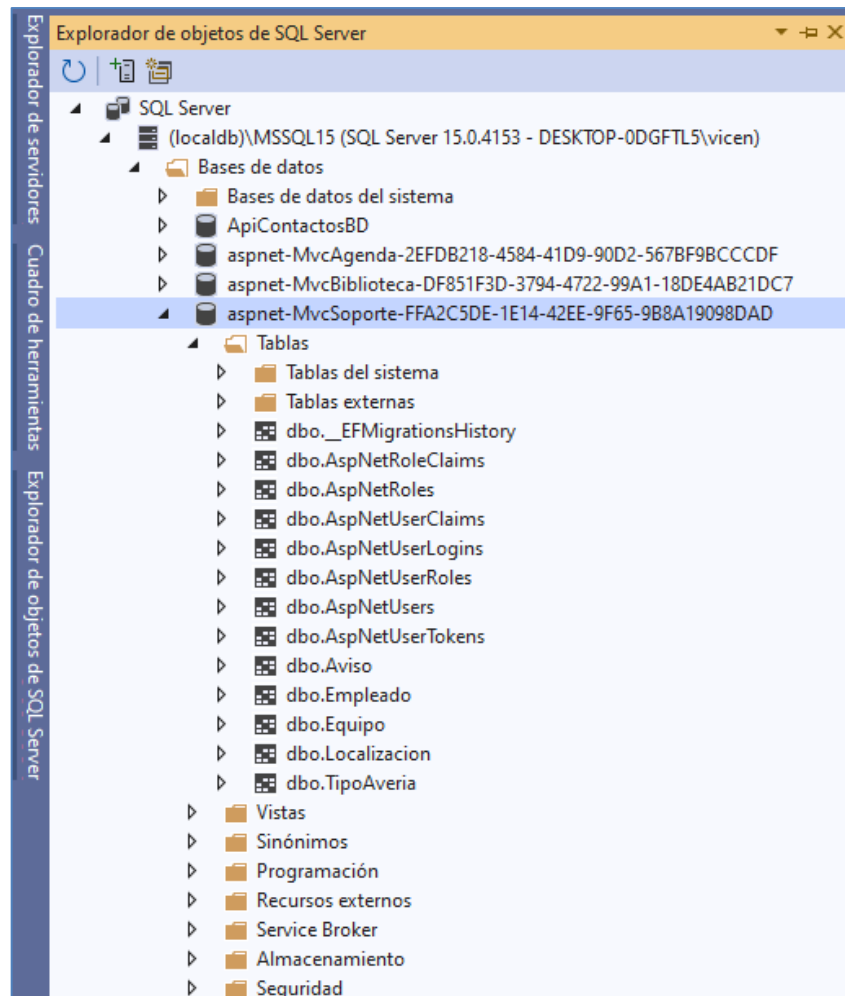 Explorador de servidores
Cuadro de herramientas
Explorador de objetos de SQL Server
Explorador de objetos de SQL Server
SQL Server
(localdb)\MSSQL15 (SQL Server 15.0.4153 - DESKTOP-0DGFTL5\vicen)
Bases de datos
Bases de datos del sistema
ApiContactosBD
aspnet-MvcAgenda-2EFDB218-4584-41D9-90D2-567BF9BCCCDF
aspnet-MvcBiblioteca-DF851F3D-3794-4722-99A1-18DE4AB21DC7
aspnet-MvcSoporte-FFA2C5DE-1E14-42EE-9F65-9B8A19098DAD
Tablas
Tablas del sistema
Tablas externas
dbo.__EFMigrationsHistory
dbo.AspNetRoleClaims
dbo.AspNetRoles
dbo.AspNetUserClaims
dbo.AspNetUserLogins
dbo.AspNetUserRoles
dbo.AspNetUsers
dbo.AspNetUserTokens
dbo.Aviso
dbo.Empleado
dbo.Equipo
dbo.Localizacion
dbo.TipoAveria
Vistas
Sinónimos
Programación
Recursos externos
Service Broker
Almacenamiento
Seguridad